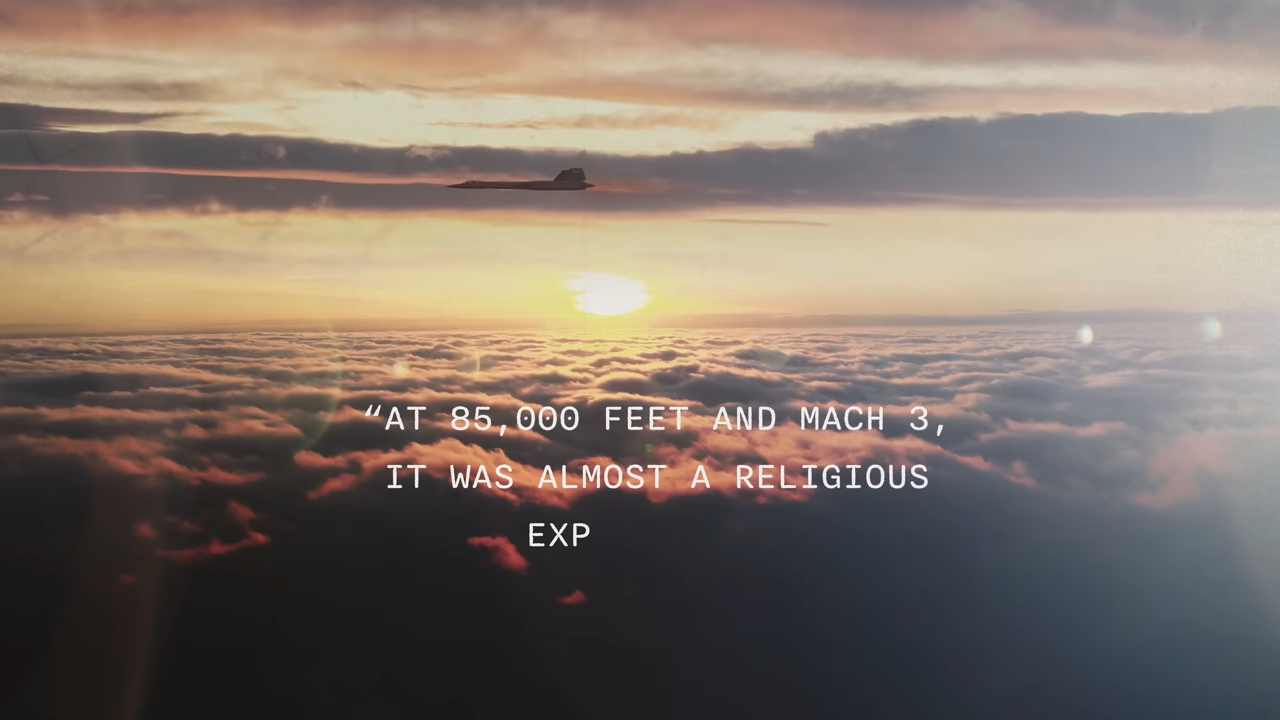 “AT 85,000 FEET AND MACH 3,
IT WAS ALMOST A RELIGIOUS
EXP